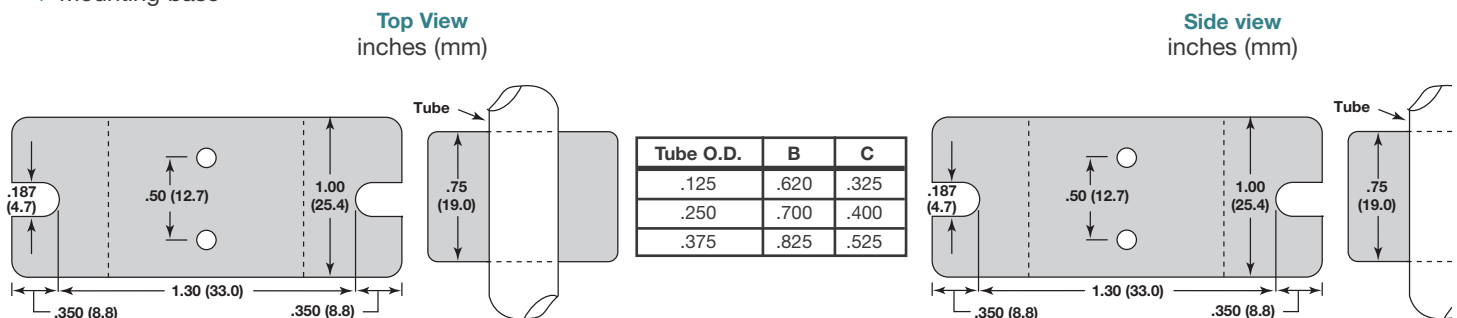 Top View
inches (mm)
Tube
.187
(4.7)
.50 (12.7)
1.00
(25.4)
.75
(19.0)
1.30 (33.0)
.350 (8.8)
.350 (8.8)
Tube O.D. B C
.125 .620 .325
.250 .700 .400
.375 .825 .525
Side view
inches (mm)
Tube
.187
(4.7)
.50 (12.7)
1.00
(25.4)
.75
(19.0)
1.30 (33.0)
.350 (8.8)
.350 (8.8)